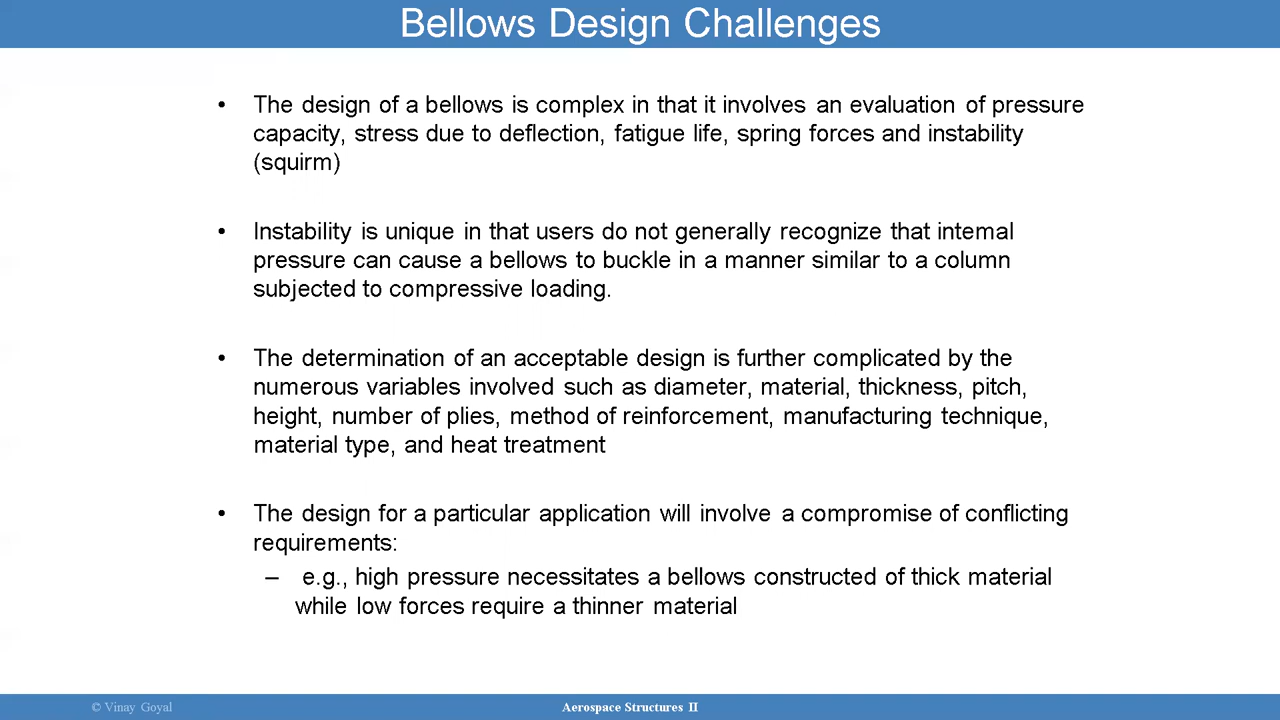 Bellows Design Challenges
• The design of a bellows is complex in that it involves an evaluation of pressure
capacity, stress due to deflection, fatigue life, spring forces and instability
(squirm)
• Instability is unique in that users do not generally recognize that internal
pressure can cause a bellows to buckle in a manner similar to a column
subjected to compressive loading.
• The determination of an acceptable design is further complicated by the
numerous variables involved such as diameter, material, thickness, pitch,
height, number of plies, method of reinforcement, manufacturing technique,
material type, and heat treatment
• The design for a particular application will involve a compromise of conflicting
requirements:
– e.g., high pressure necessitates a bellows constructed of thick material
while low forces require a thinner material
© Vinay Goyal
Aerospace Structures II